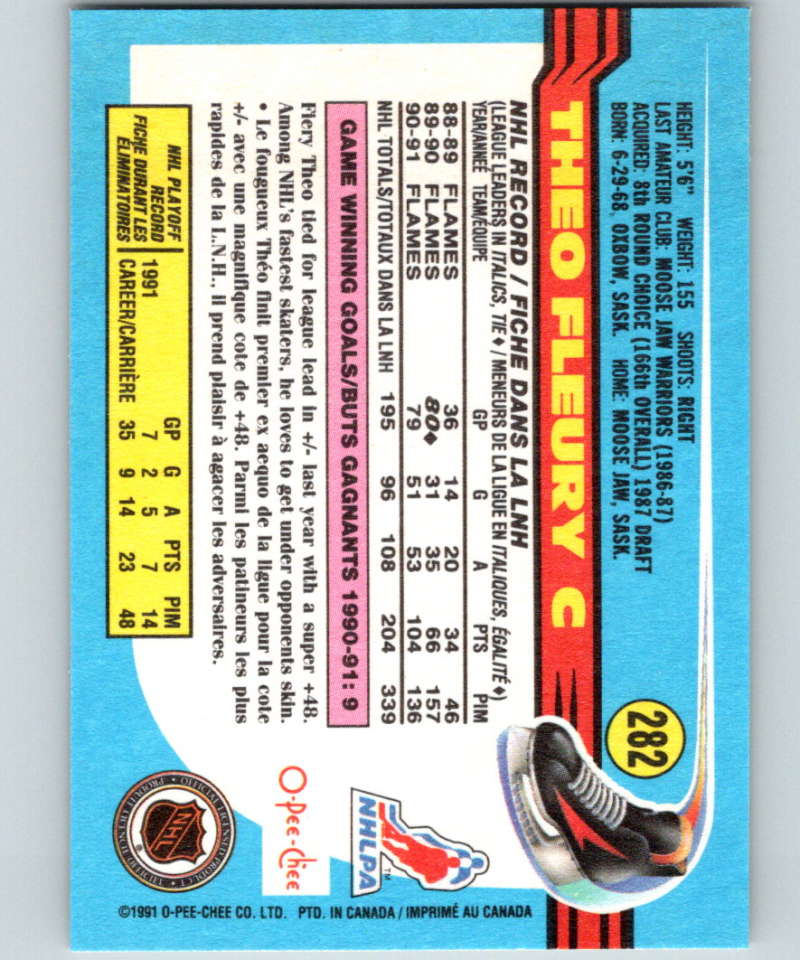 282
HEIGHT: 5'6" WEIGHT: 155 SHOOTS: RIGHT
LAST AMATEUR CLUB: MOOSE JAW WARRIORS (1986-87)
ACQUIRED: 8th ROUND CHOICE (166th OVERALL) 1987 DRAFT
BORN: 6-29-68, OXBOW, SASK. HOME: MOOSE JAW, SASK.
THEO FLEURY C
NHL RECORD / FICHE DANS LA LNH
(LEAGUE LEADERS IN ITALICS, TIE ♦ / MENEURS DE LA LIGUE EN ITALIQUES, ÉGALITÉ ♦)
YEAR/ANNEÉ TEAM/EQUIPE GP G A PTS PIM
88-89 FLAMES 36 14 20 34 46
89-90 FLAMES 80♦ 31 35 66 157
90-91 FLAMES 79 51 53 104 136
NHL TOTALS/TOTAUX DANS LA LNH 195 96 108 204 339
GAME WINNING GOALS/BUTS GAGNANTS 1990-91: 9
Fiery Theo tied for league lead in +/- last year with a super +48.
Among NHL's fastest skaters, he loves to get under opponents skin.
• Le fougueux Théo finit premier ex aequo de la ligue pour la cote
+/- avec une magnifique cote de +48. Parmi les patineurs les plus
rapides de la L.N.H., il prend plaisir à agacer les adversaires.
NHL PLAYOFF RECORD
FICHE DURANT LES ÉLIMINATOIRES
GP G A PTS PIM
1991 7 2 5 7 14
CAREER/CARRIÈRE 35 9 14 23 48
NHLPA
TM
O-Pee-Chee
NHL
®
©1991 O-PEE-CHEE CO. LTD. PTD. IN CANADA / IMPRIMÉ AU CANADA